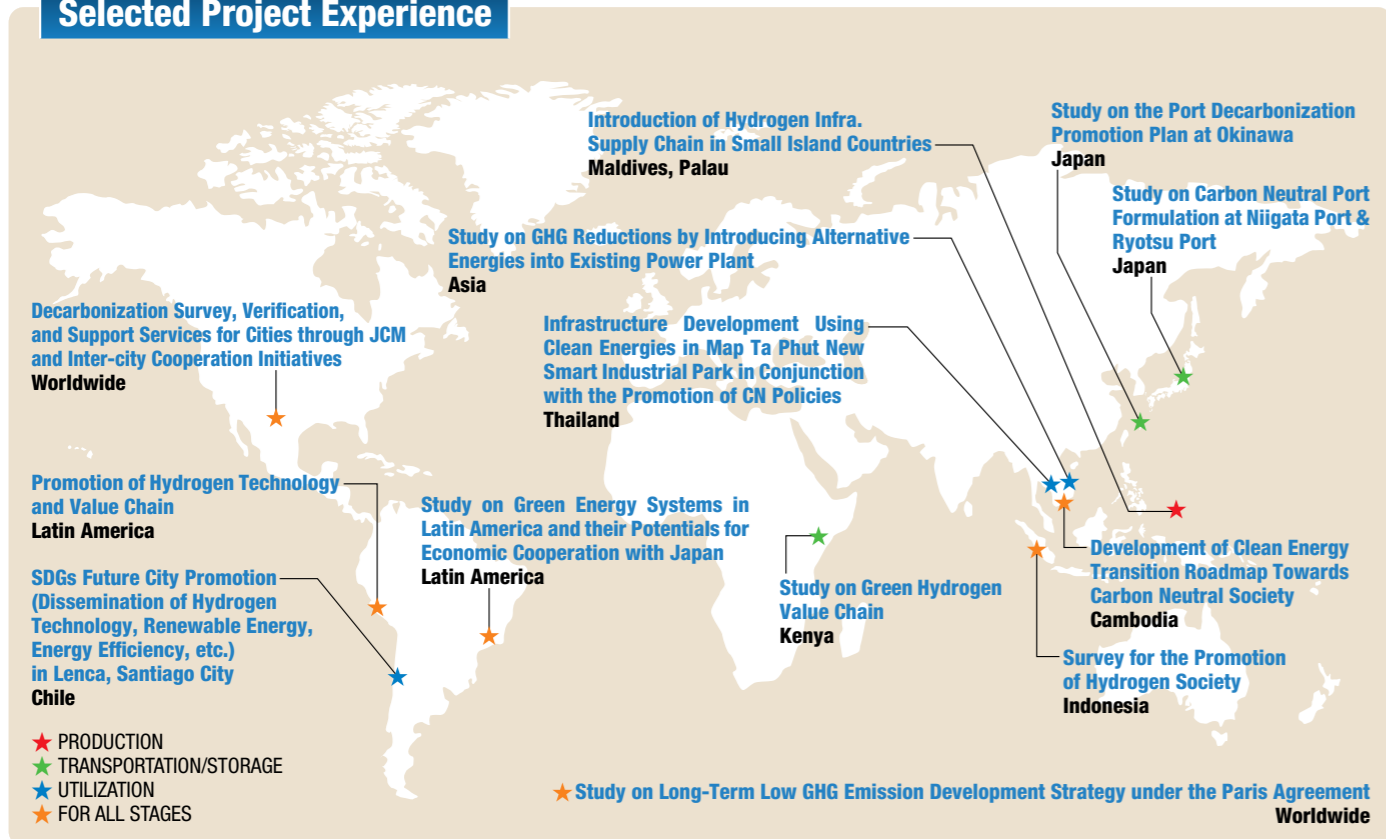 Selected Project Experience
Introduction of Hydrogen Infra.
Supply Chain in Small Island Countries
Maldives, Palau
Study on the Port Decarbonization
Promotion Plan at Okinawa
Japan
Study on Carbon Neutral Port
Formulation at Niigata Port &
Ryotsu Port
Japan
Study on GHG Reductions by Introducing Alternative
Energies into Existing Power Plant
Asia
Decarbonization Survey, Verification,
and Support Services for Cities through JCM
and Inter-city Cooperation Initiatives
Worldwide
Infrastructure Development Using
Clean Energies in Map Ta Phut New
Smart Industrial Park in Conjunction
with the Promotion of CN Policies
Thailand
Promotion of Hydrogen Technology
and Value Chain
Latin America
Study on Green Energy Systems in
Latin America and their Potentials for
Economic Cooperation with Japan
Latin America
SDGs Future City Promotion
(Dissemination of Hydrogen
Technology, Renewable Energy,
Energy Efficiency, etc.)
in Lenca, Santiago City
Chile
Study on Green Hydrogen
Value Chain
Kenya
Development of Clean Energy
Transition Roadmap Towards
Carbon Neutral Society
Cambodia
Survey for the Promotion
of Hydrogen Society
Indonesia
PRODUCTION
TRANSPORTATION/STORAGE
UTILIZATION
FOR ALL STAGES
Study on Long-Term Low GHG Emission Development Strategy under the Paris Agreement
Worldwide